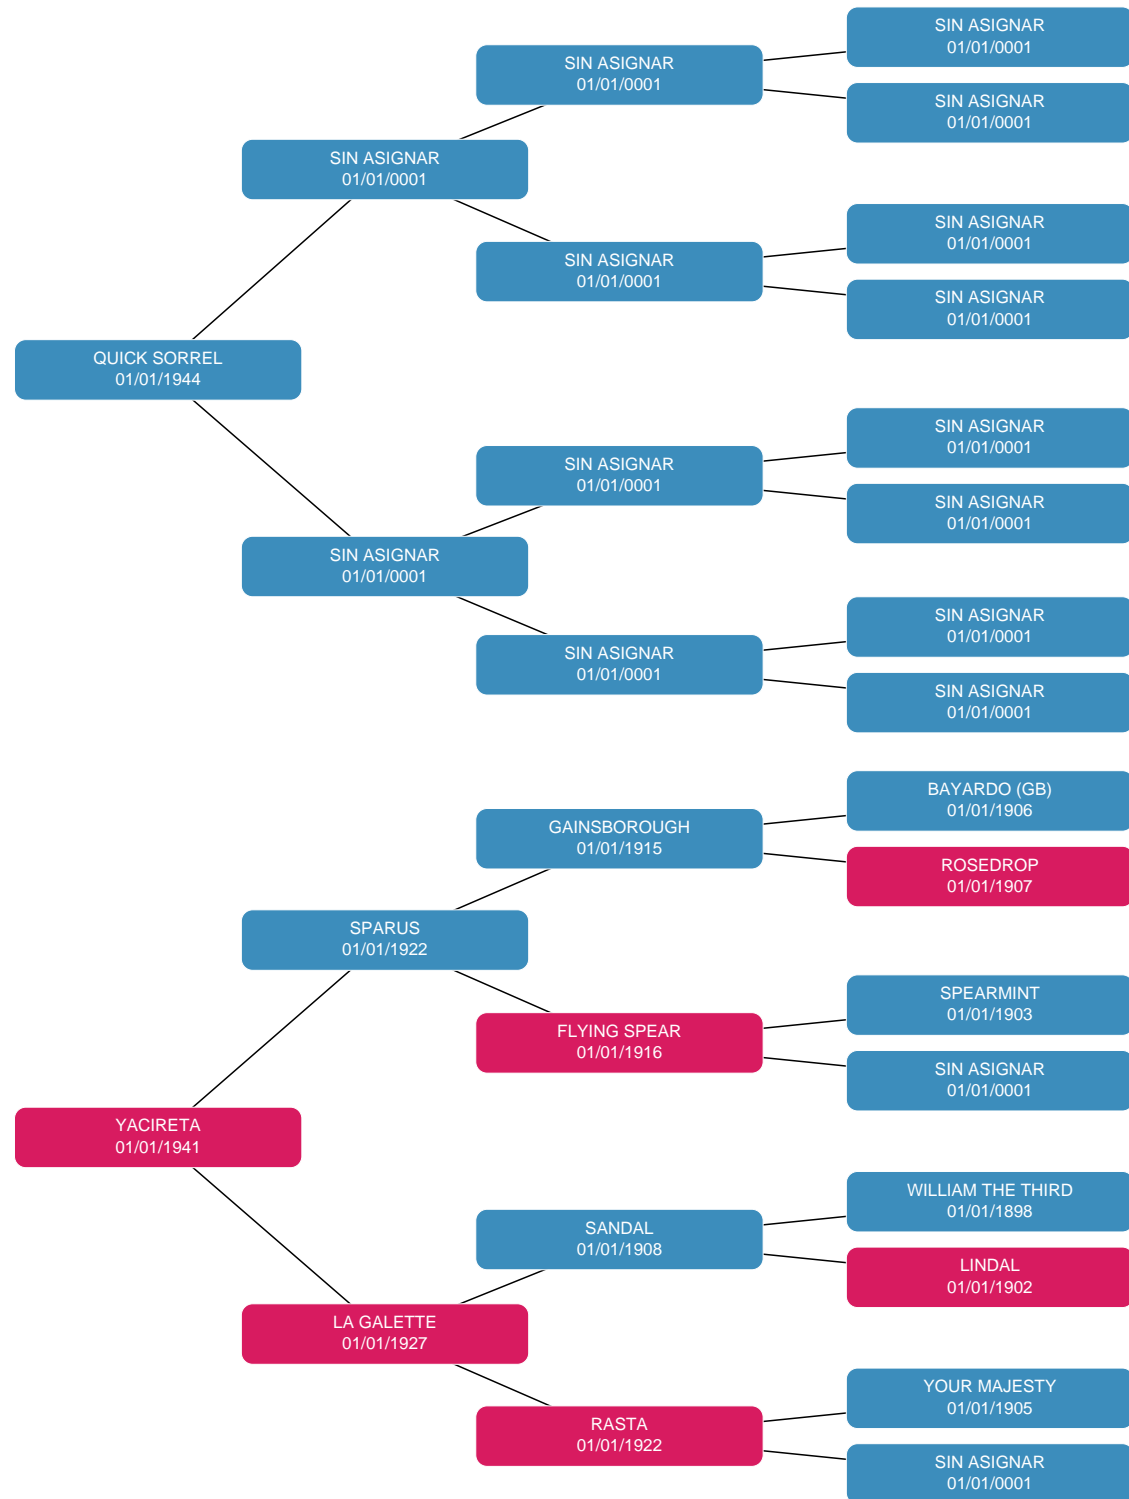 SIN ASIGNAR
01/01/0001
SIN ASIGNAR
01/01/0001
SIN ASIGNAR
01/01/0001
SIN ASIGNAR
01/01/0001
SIN ASIGNAR
01/01/0001
SIN ASIGNAR
01/01/0001
SIN ASIGNAR
01/01/0001
QUICK SORREL
01/01/1944
SIN ASIGNAR
01/01/0001
SIN ASIGNAR
01/01/0001
SIN ASIGNAR
01/01/0001
SIN ASIGNAR
01/01/0001
SIN ASIGNAR
01/01/0001
SIN ASIGNAR
01/01/0001
SIN ASIGNAR
01/01/0001
BAYARDO (GB)
01/01/1906
GAINSBOROUGH
01/01/1915
ROSEDROP
01/01/1907
SPARUS
01/01/1922
SPEARMINT
01/01/1903
FLYING SPEAR
01/01/1916
SIN ASIGNAR
01/01/0001
YACIRETA
01/01/1941
WILLIAM THE THIRD
01/01/1898
SANDAL
01/01/1908
LINDAL
01/01/1902
LA GALETTE
01/01/1927
YOUR MAJESTY
01/01/1905
RASTA
01/01/1922
SIN ASIGNAR
01/01/0001